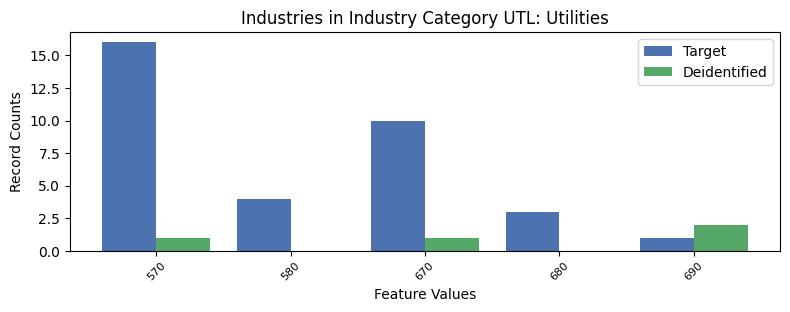 Industries in Industry Category UTL: Utilities
Target
Deidentified
Record Counts
15.0
12.5
10.0
7.5
5.0
2.5
0.0
570
580
670
680
690
Feature Values